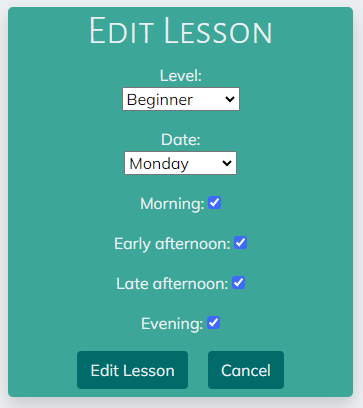 Edit Lesson
Level:
Beginner
Date:
Monday
Morning:
Early afternoon:
Late afternoon:
Evening:
Edit Lesson Cancel